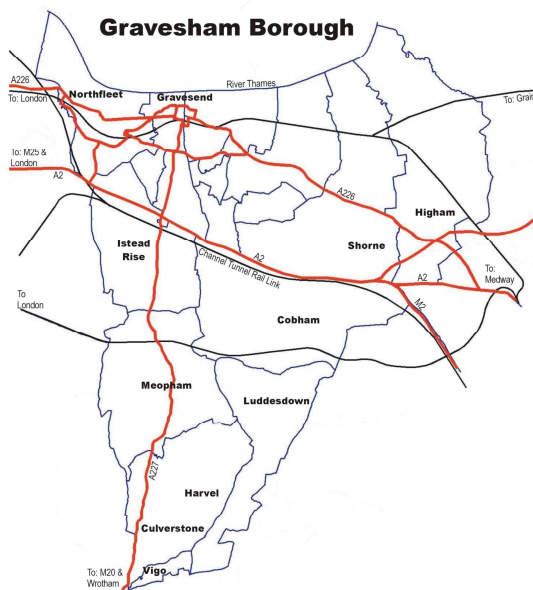 Gravesham Borough
A226
To: London
Northfleet
Gravesend
River Thames
To: Grain
To: M25 &
London
A2
A226
Higham
Istead
Rise
Shorne
A2
Channel Tunnel Rail Link
A2
To:
Medway
To
London
M2
Cobham
Meopham
Luddesdown
A227
Harvel
Culverstone
To: M20 &
Wrotham
Vigo